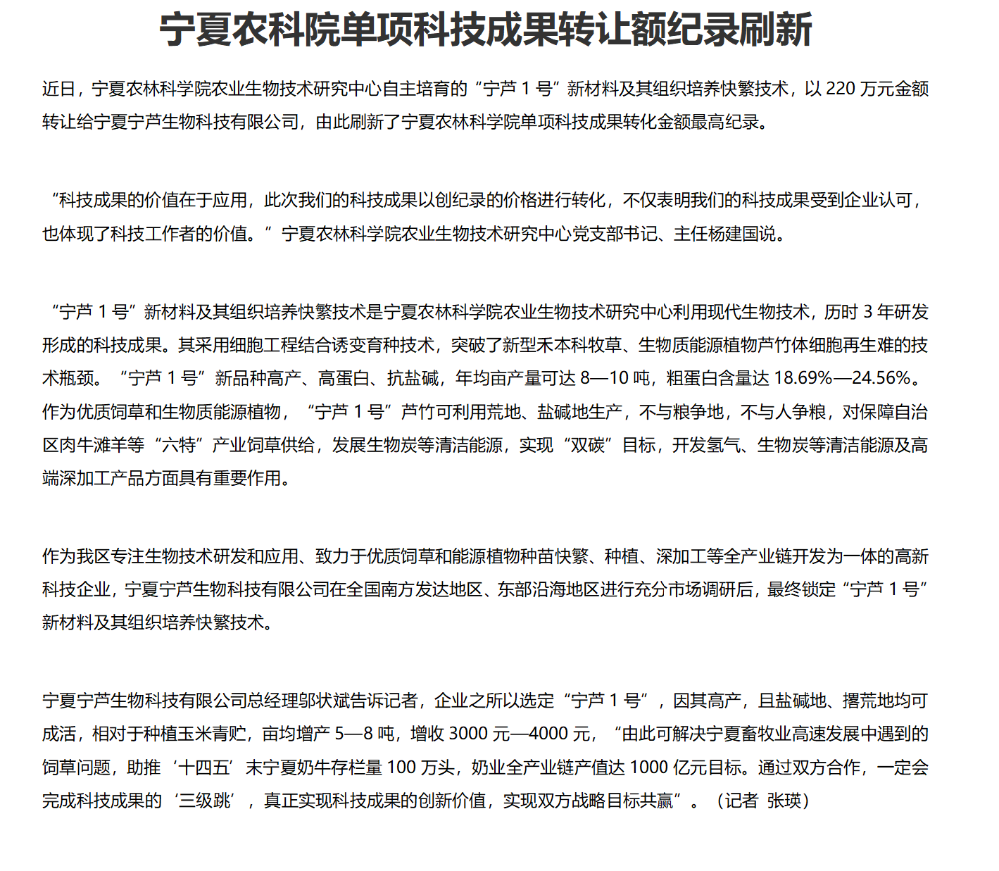 宁夏农科院单项科技成果转让额纪录刷新
近日，宁夏农林科学院农业生物技术研究中心自主培育的“宁芦 1 号”新材料及其组织培养快繁技术，以 220 万元金额
转让给宁夏宁芦生物科技有限公司，由此刷新了宁夏农林科学院单项科技成果转化金额最高纪录。
“科技成果的价值在于应用，此次我们的科技成果以创纪录的价格进行转化，不仅表明我们的科技成果受到企业认可，
也体现了科技工作者的价值。”宁夏农林科学院农业生物技术研究中心党支部书记、主任杨建国说。
“宁芦 1 号”新材料及其组织培养快繁技术是宁夏农林科学院农业生物技术研究中心利用现代生物技术，历时 3 年研发
形成的科技成果。其采用细胞工程结合诱变育种技术，突破了新型禾本科牧草、生物质能源植物芦竹体细胞再生难的技
术瓶颈。“宁芦 1 号”新品种高产、高蛋白、抗盐碱，年均亩产量可达 8—10 吨，粗蛋白含量达 18.69%—24.56%。
作为优质饲草和生物质能源植物，“宁芦 1 号”芦竹可利用荒地、盐碱地生产，不与粮争地，不与人争粮，对保障自治
区肉牛滩羊等“六特”产业饲草供给，发展生物炭等清洁能源，实现“双碳”目标，开发氢气、生物炭等清洁能源及高
端深加工产品方面具有重要作用。
作为我区专注生物技术研发和应用、致力于优质饲草和能源植物种苗快繁、种植、深加工等全产业链开发为一体的高新
科技企业，宁夏宁芦生物科技有限公司在全国南方发达地区、东部沿海地区进行充分市场调研后，最终锁定“宁芦 1 号”
新材料及其组织培养快繁技术。
宁夏宁芦生物科技有限公司总经理邬状斌告诉记者，企业之所以选定“宁芦 1 号”，因其高产，且盐碱地、撂荒地均可
成活，相对于种植玉米青贮，亩均增产 5—8 吨，增收 3000 元—4000 元，“由此可解决宁夏畜牧业高速发展中遇到的
饲草问题，助推‘十四五’末宁夏奶牛存栏量 100 万头，奶业全产业链产值达 1000 亿元目标。通过双方合作，一定会
完成科技成果的‘三级跳’，真正实现科技成果的创新价值，实现双方战略目标共赢”。（记者 张瑛）